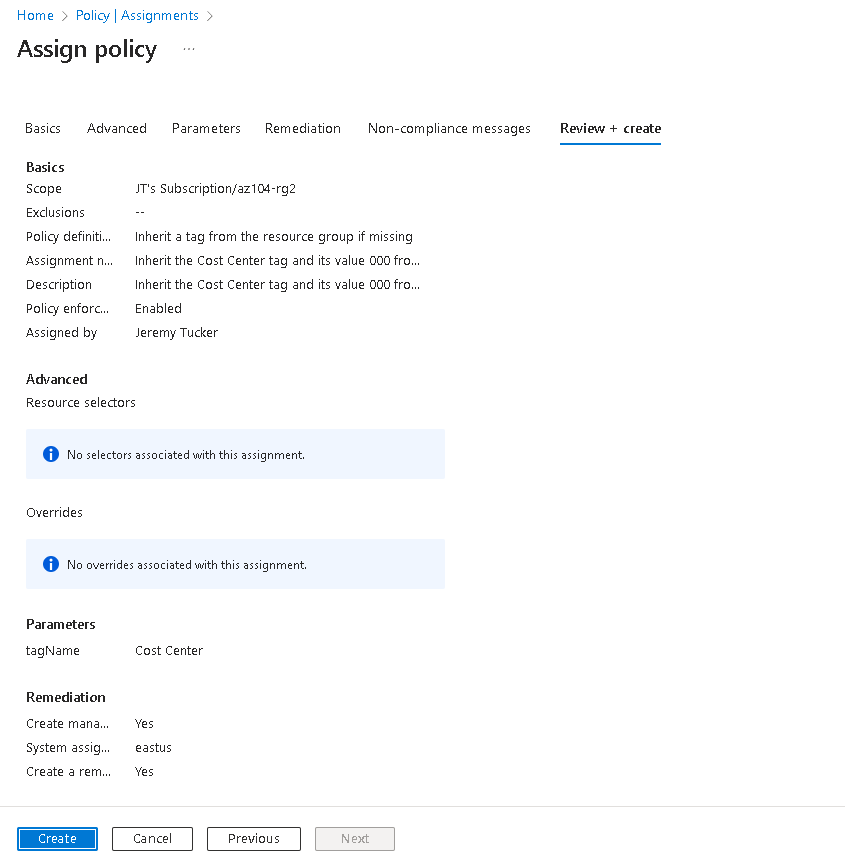 Home > Policy | Assignments >
Assign policy ...
Basics Advanced Parameters Remediation Non-compliance messages Review + create
Basics
Scope JT's Subscription/az104-rg2
Exclusions --
Policy definiti... Inherit a tag from the resource group if missing
Assignment n... Inherit the Cost Center tag and its value 000 fro...
Description Inherit the Cost Center tag and its value 000 fro...
Policy enforc... Enabled
Assigned by Jeremy Tucker
Advanced
Resource selectors
No selectors associated with this assignment.
Overrides
No overrides associated with this assignment.
Parameters
tagName Cost Center
Remediation
Create mana... Yes
System assig... eastus
Create a rem... Yes
Create Cancel Previous Next